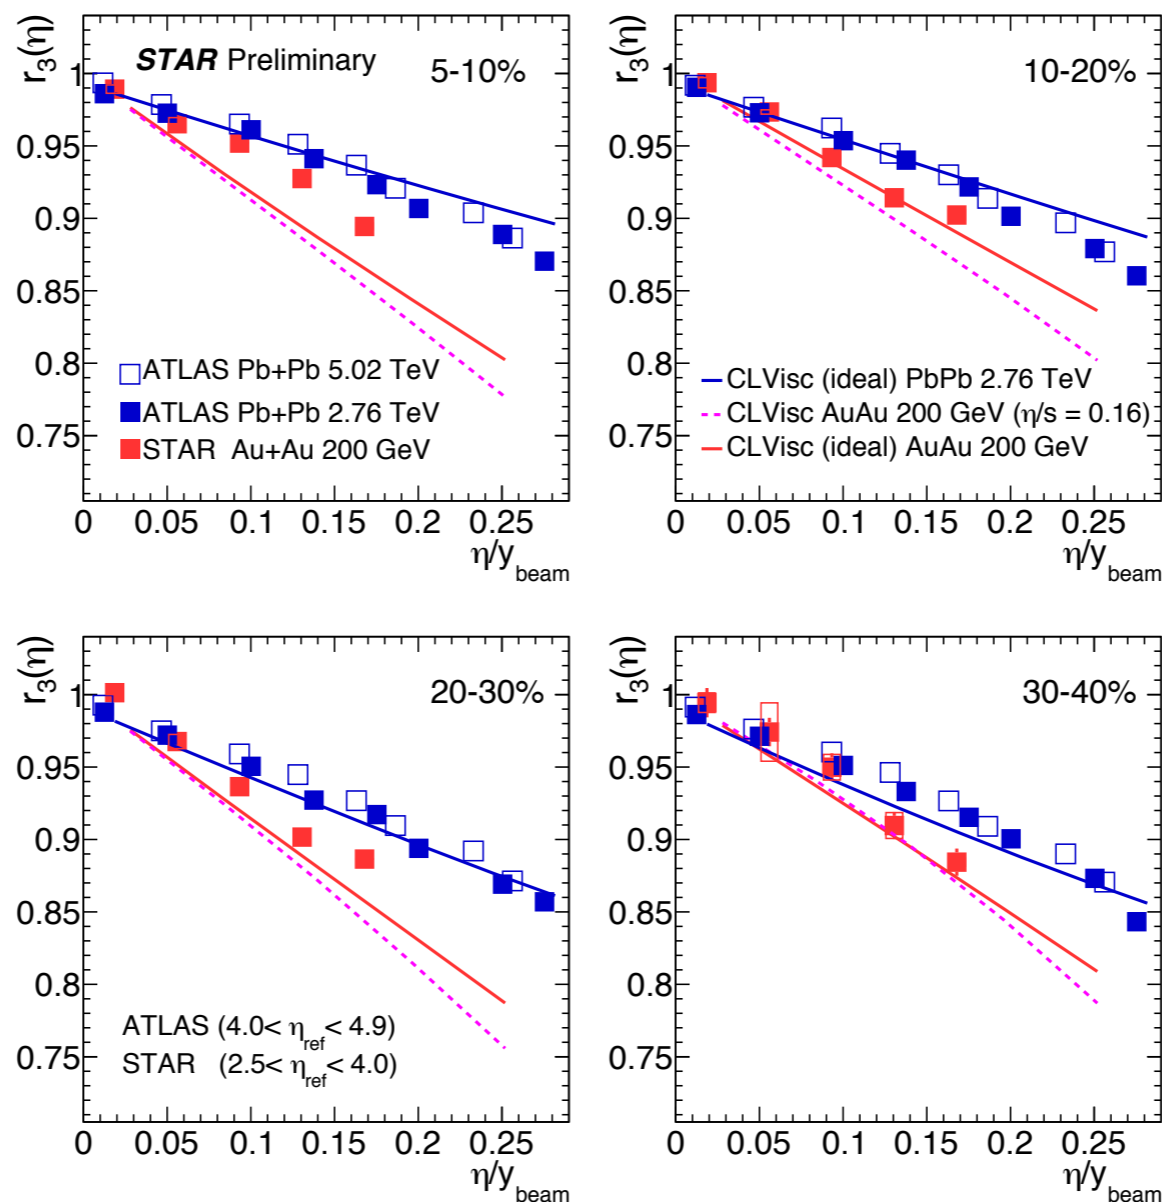 r3(η)
STAR Preliminary
5-10%
1
0.95
0.9
0.85
0.8
0.75
ATLAS Pb+Pb 5.02 TeV
ATLAS Pb+Pb 2.76 TeV
STAR Au+Au 200 GeV
0 0.05 0.1 0.15 0.2 0.25
η/ybeam
r3(η)
10-20%
1
0.95
0.9
0.85
0.8
0.75
CLVisc (ideal) PbPb 2.76 TeV
CLVisc AuAu 200 GeV (η/s = 0.16)
CLVisc (ideal) AuAu 200 GeV
0 0.05 0.1 0.15 0.2 0.25
η/ybeam
r3(η)
20-30%
1
0.95
0.9
0.85
0.8
0.75
ATLAS (4.0< ηref < 4.9)
STAR (2.5< ηref < 4.0)
0 0.05 0.1 0.15 0.2 0.25
η/ybeam
r3(η)
30-40%
1
0.95
0.9
0.85
0.8
0.75
0 0.05 0.1 0.15 0.2 0.25
η/ybeam